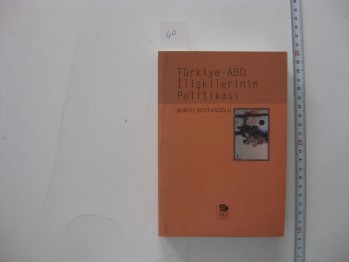 40
Türkiye-ABD
İlişkilerinin
Politikası
BURCU BOSTANOĞLU